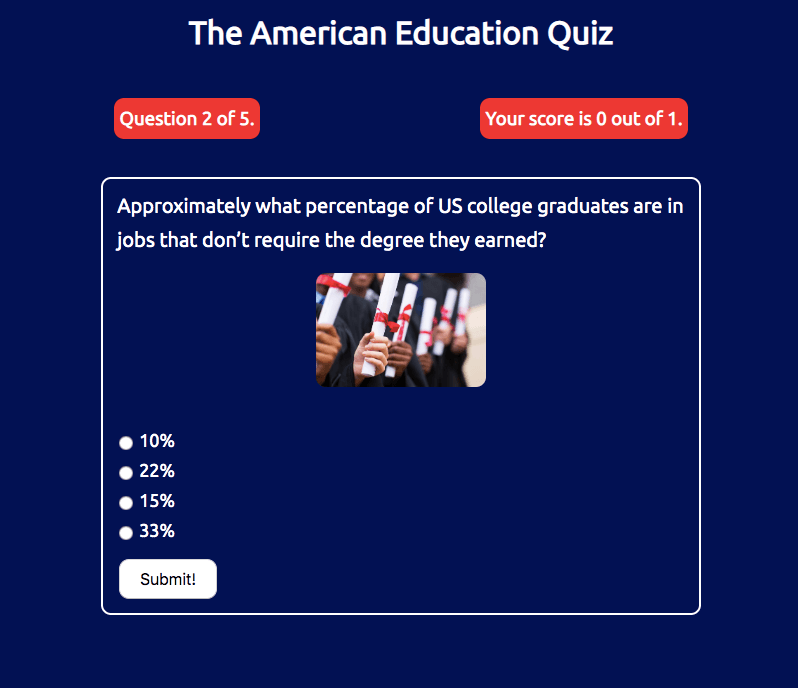 The American Education Quiz
Question 2 of 5.
Your score is 0 out of 1.
Approximately what percentage of US college graduates are in
jobs that don’t require the degree they earned?
10%
22%
15%
33%
Submit!